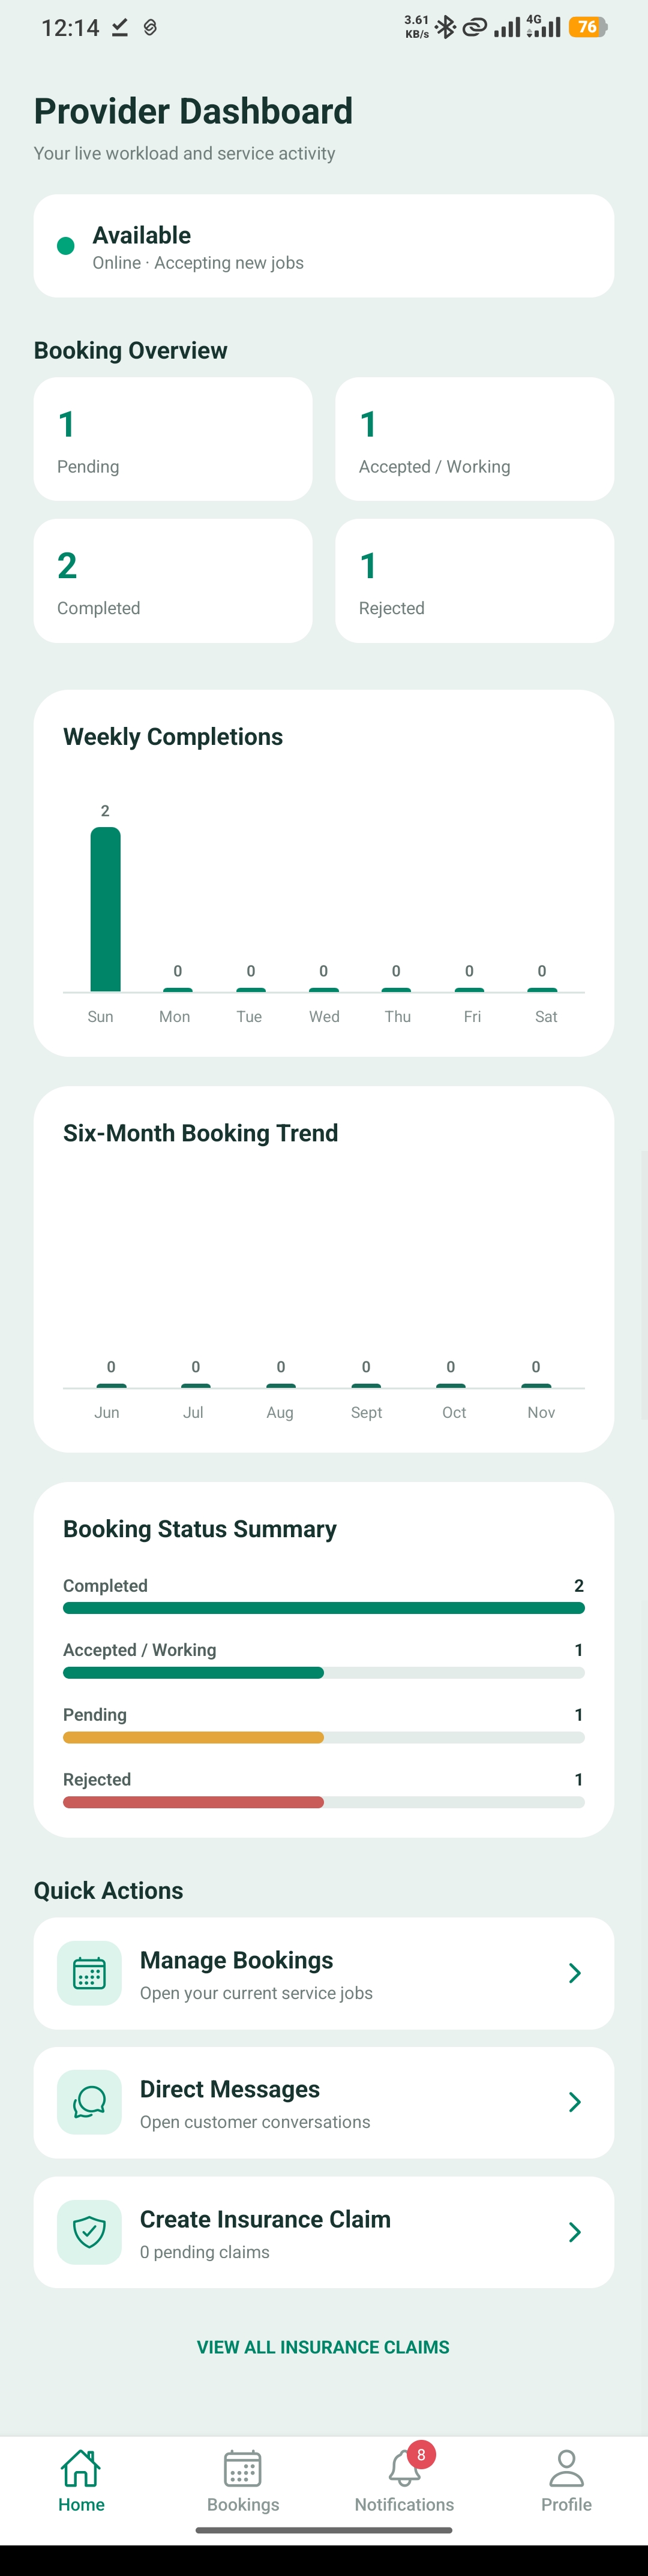 12:14
3.61
KB/s
4G
76
Provider Dashboard
Your live workload and service activity
Available
Online · Accepting new jobs
Booking Overview
1
Pending
1
Accepted / Working
2
Completed
1
Rejected
Weekly Completions
2 0 0 0 0 0 0
Sun Mon Tue Wed Thu Fri Sat
Six-Month Booking Trend
0 0 0 0 0 0
Jun Jul Aug Sept Oct Nov
Booking Status Summary
Completed 2
Accepted / Working 1
Pending 1
Rejected 1
Quick Actions
Manage Bookings
Open your current service jobs
Direct Messages
Open customer conversations
Create Insurance Claim
0 pending claims
VIEW ALL INSURANCE CLAIMS
8
Home Bookings Notifications Profile